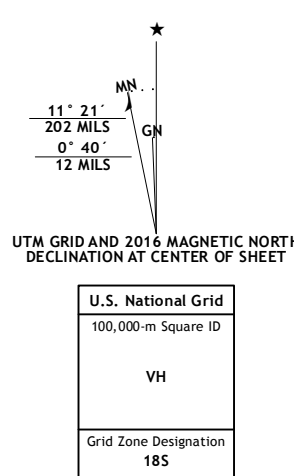 ★
MN
11° 21´
202 MILS
GN
0° 40´
12 MILS
UTM GRID AND 2016 MAGNETIC NORTH
DECLINATION AT CENTER OF SHEET
U.S. National Grid
100,000-m Square ID
VH
Grid Zone Designation
18S